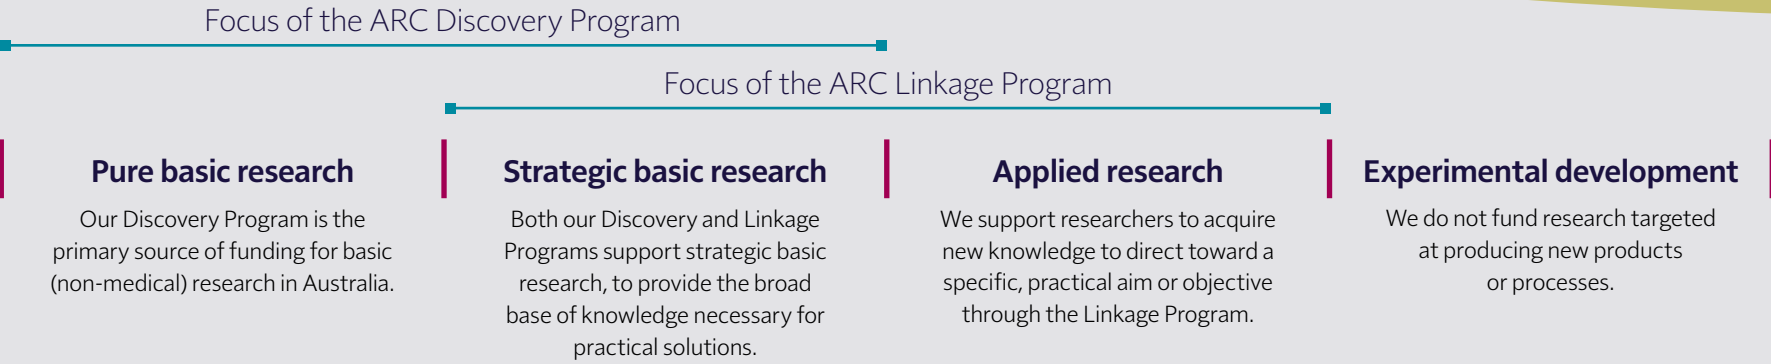 Focus of the ARC Discovery Program
Focus of the ARC Linkage Program
Pure basic research
Our Discovery Program is the
primary source of funding for basic
(non-medical) research in Australia.
Strategic basic research
Both our Discovery and Linkage
Programs support strategic basic
research, to provide the broad
base of knowledge necessary for
practical solutions.
Applied research
We support researchers to acquire
new knowledge to direct toward a
specific, practical aim or objective
through the Linkage Program.
Experimental development
We do not fund research targeted
at producing new products
or processes.